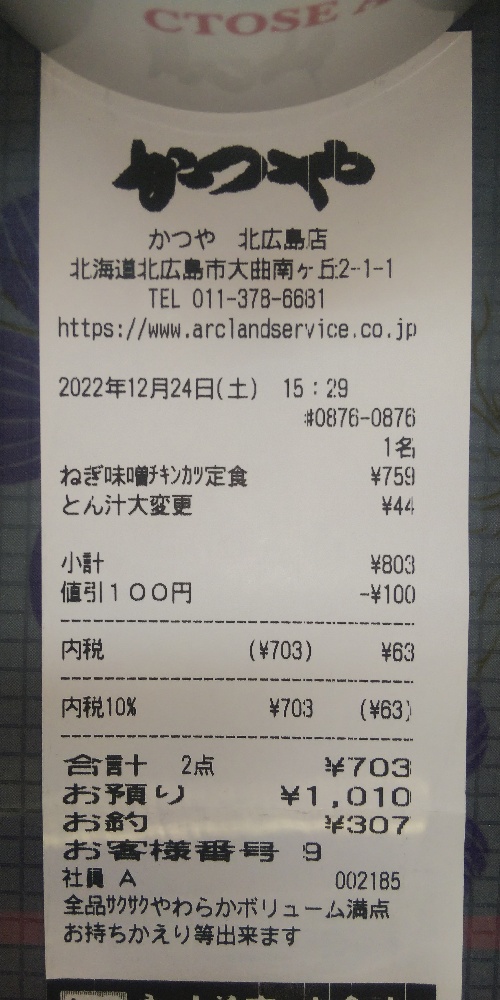 CTOSE A
かつや
かつや 北広島店
北海道北広島市大曲南ヶ丘2-1-1
TEL 011-378-6681
https://www.arclandservice.co.jp
2022年12月24日(土) 15:29
#0876-0876
1名
ねぎ味噌ﾁｷﾝｶﾂ定食 ¥759
とん汁大変更 ¥44
小計 ¥803
値引１００円 -¥100
内税 (¥703) ¥63
内税10% ¥703 (¥63)
合計 2点 ¥703
お預り ¥1,010
お釣 ¥307
お客様番号 9
社員 A 002185
全品ｻｸｻｸやわらかボリューム満点
お持ちかえり等出来ます